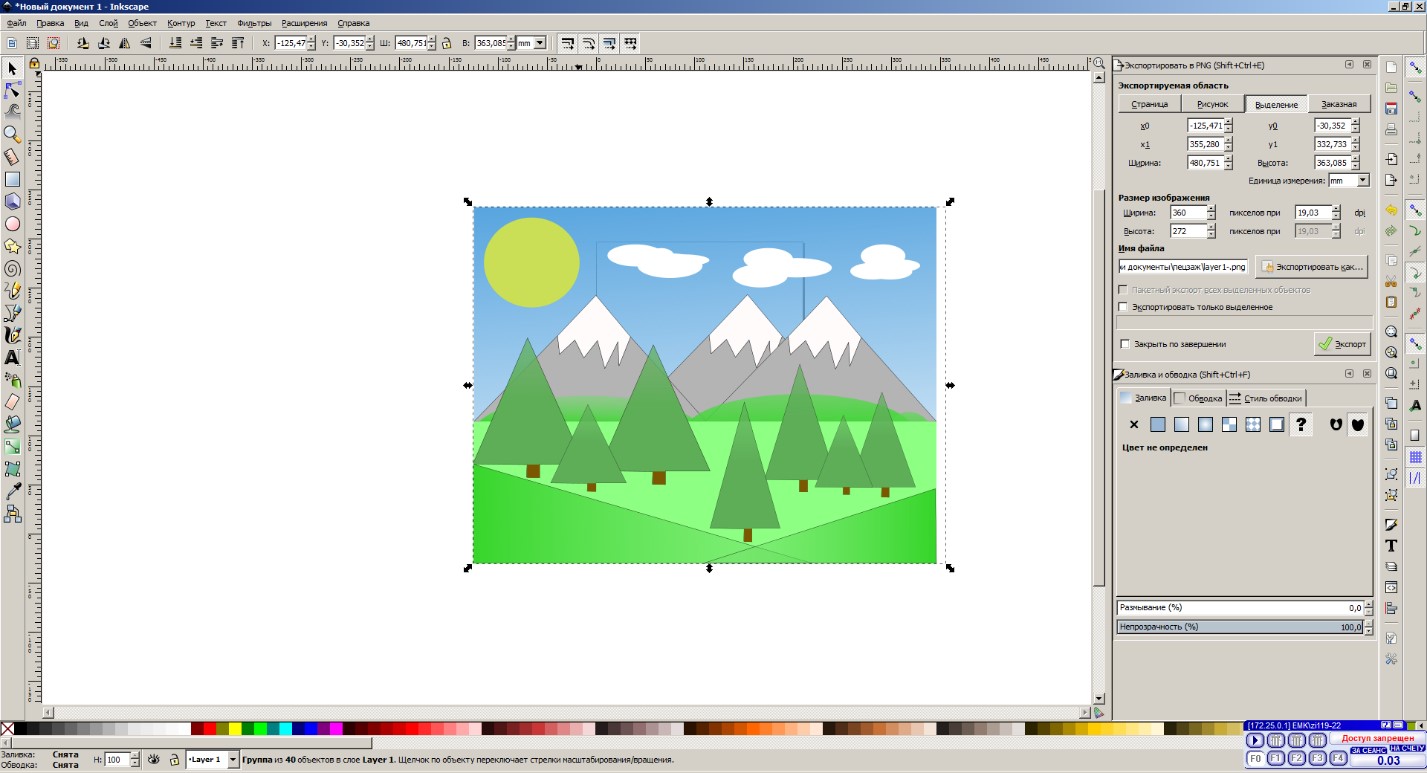 *Новый документ 1 - Inkscape
Файл Правка Вид Слой Объект Контур Текст Фильтры Расширения Справка
X: -125,47 Y: -30,352 Ш: 480,751 В: 363,085 mm
Экспортировать в PNG (Shift+Ctrl+E)
Экспортируемая область
Страница Рисунок Выделение Заказная
x0 -125,471 y0 -30,352
x1 355,280 y1 332,733
Ширина: 480,751 Высота: 363,085
Единица измерения: mm
Размер изображения
Ширина: 360 пикселов при 19,03 dpi
Высота: 272 пикселов при 19,03 dpi
Имя файла
и документы\пецзаж\layer1-.png Экспортировать как...
Пакетный экспорт всех выделенных объектов
Экспортировать только выделенное
Закрыть по завершении Экспорт
Заливка и обводка (Shift+Ctrl+F)
Заливка Обводка Стиль обводки
Цвет не определен
Размывание (%) 0,0
Непрозрачность (%) 100,0
[172.25.0.1] EMK\zi119-22
Доступ запрещен
ЗА СЕАНС НА СЧЕТУ
F0 F1 F2 F3 F4 0.03
Заливка: Снята
Обводка: Снята
Н: 100
Layer 1
Группа из 40 объектов в слое Layer 1. Щелчок по объекту переключает стрелки масштабирования/вращения.